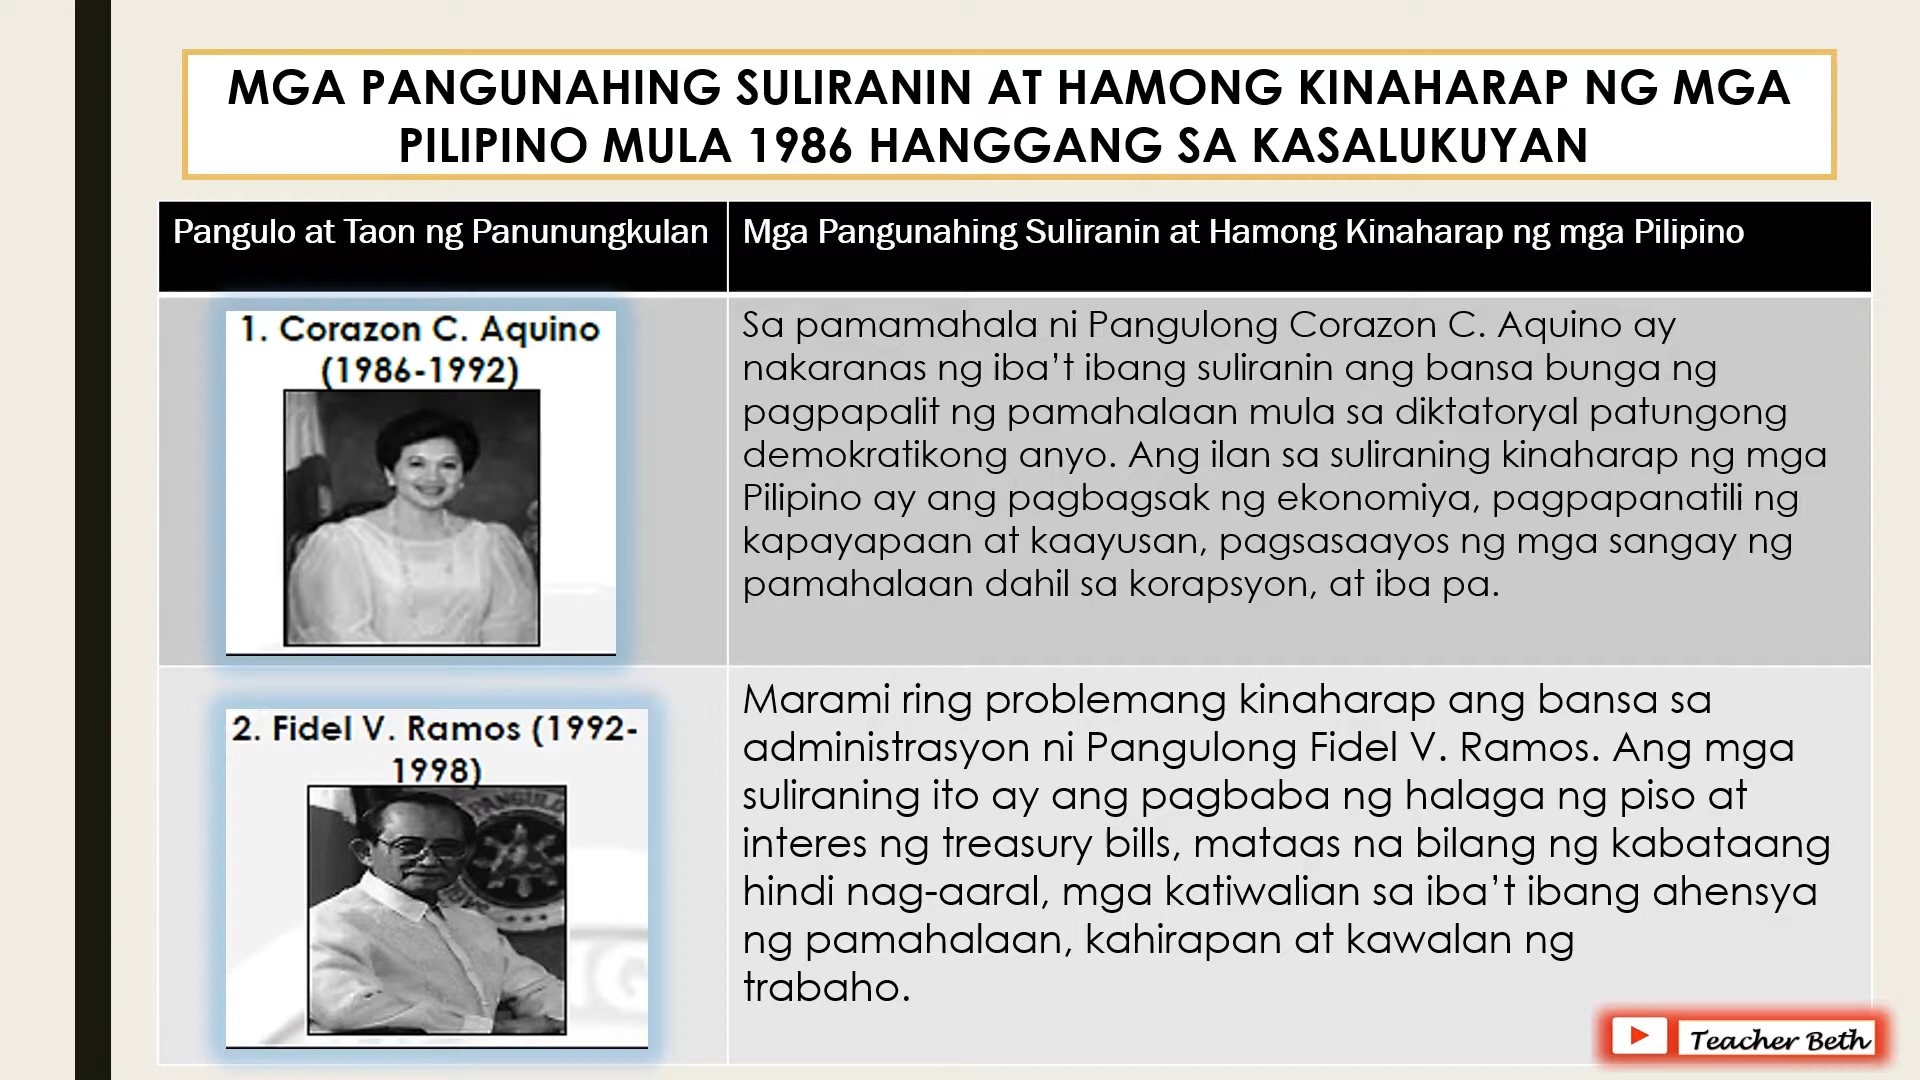 MGA PANGUNAHING SULIRANIN AT HAMONG KINAHARAP NG MGA
PILIPINO MULA 1986 HANGGANG SA KASALUKUYAN
Pangulo at Taon ng Panunungkulan
Mga Pangunahing Suliranin at Hamong Kinaharap ng mga Pilipino
1. Corazon C. Aquino
(1986-1992)
Sa pamamahala ni Pangulong Corazon C. Aquino ay
nakaranas ng iba’t ibang suliranin ang bansa bunga ng
pagpapalit ng pamahalaan mula sa diktatoryal patungong
demokratikong anyo. Ang ilan sa suliraning kinaharap ng mga
Pilipino ay ang pagbagsak ng ekonomiya, pagpapanatili ng
kapayapaan at kaayusan, pagsasaayos ng mga sangay ng
pamahalaan dahil sa korapsyon, at iba pa.
2. Fidel V. Ramos (1992-
1998)
Marami ring problemang kinaharap ang bansa sa
administrasyon ni Pangulong Fidel V. Ramos. Ang mga
suliraning ito ay ang pagbaba ng halaga ng piso at
interes ng treasury bills, mataas na bilang ng kabataang
hindi nag-aaral, mga katiwalian sa iba’t ibang ahensya
ng pamahalaan, kahirapan at kawalan ng
trabaho.
Teacher Beth